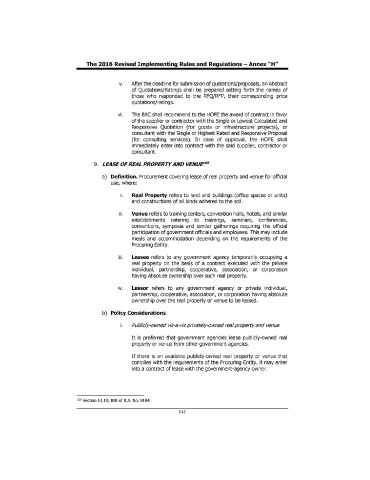 The 2016 Revised Implementing Rules and Regulations – Annex "H"
v. After the deadline for submission of quotations/proposals, an Abstract
of Quotations/Ratings shall be prepared setting forth the names of
those who responded to the RFQ/RFP, their corresponding price
quotations/ratings.
vi. The BAC shall recommend to the HOPE the award of contract in favor
of the supplier or contractor with the Single or Lowest Calculated and
Responsive Quotation (for goods or infrastructure projects), or
consultant with the Single or Highest Rated and Responsive Proposal
(for consulting services). In case of approval, the HOPE shall
immediately enter into contract with the said supplier, contractor or
consultant.
9. LEASE OF REAL PROPERTY AND VENUE
a) Definition. Procurement covering lease of real property and venue for official
use, where:
i. Real Property refers to land and buildings (office spaces or units)
and constructions of all kinds adhered to the soil.
ii. Venue refers to training centers, convention halls, hotels, and similar
establishments catering to trainings, seminars, conferences,
conventions, symposia and similar gatherings requiring the official
participation of government officials and employees. This may include
meals and accommodation depending on the requirements of the
Procuring Entity.
iii. Lessee refers to any government agency temporarily occupying a
real property on the basis of a contract executed with the private
individual, partnership, cooperative, association, or corporation
having absolute ownership over such real property.
iv. Lessor refers to any government agency or private individual,
partnership, cooperative, association, or corporation having absolute
ownership over the real property or venue to be leased.
b) Policy Considerations
i. Publicly-owned vis-a-vis privately-owned real property and venue
It is preferred that government agencies lease publicly-owned real
property or venue from other government agencies.
If there is an available publicly-owned real property or venue that
complies with the requirements of the Procuring Entity, it may enter
into a contract of lease with the government-agency owner.
Section 53.10, IRR of R.A. No. 9184.
142